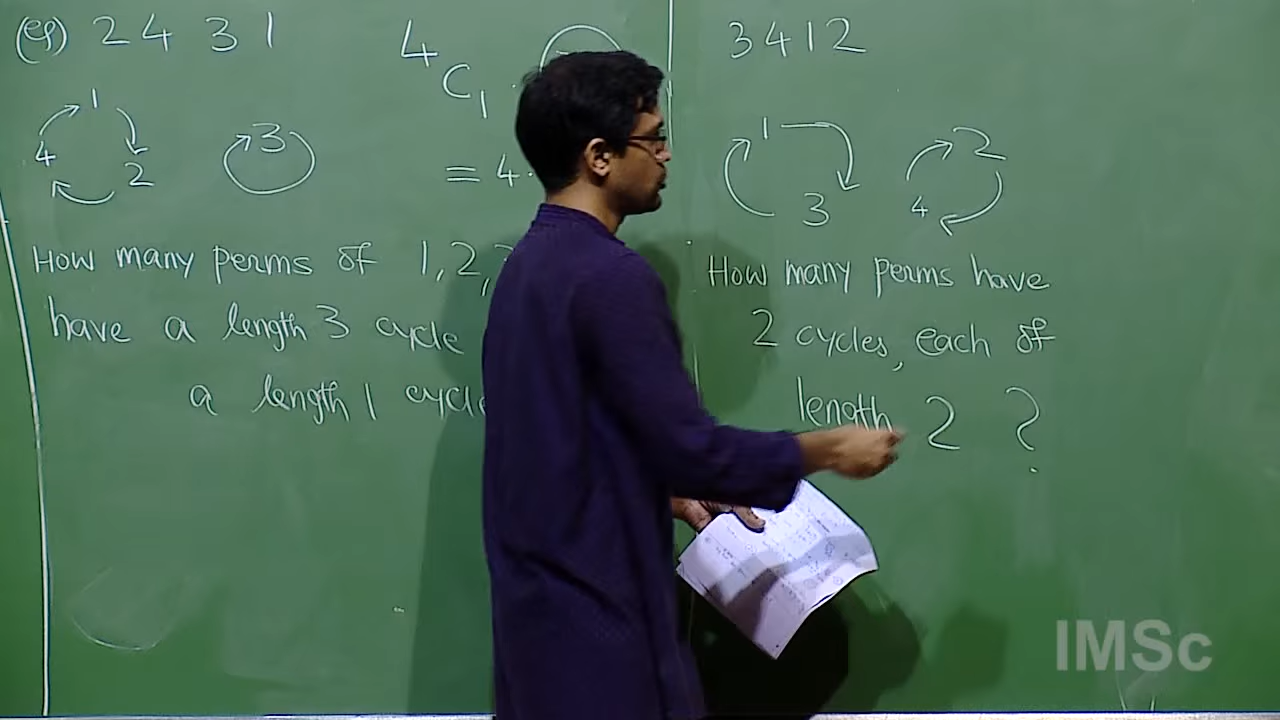 (eg) 2 4 3 1
4
C1
= 4.
1
4
2
3
How many perms of 1, 2,
have a length 3 cycle
a length 1 cycle
3 4 1 2
1
3
2
4
How many perms have
2 cycles, each of
length 2 ?
IMSc